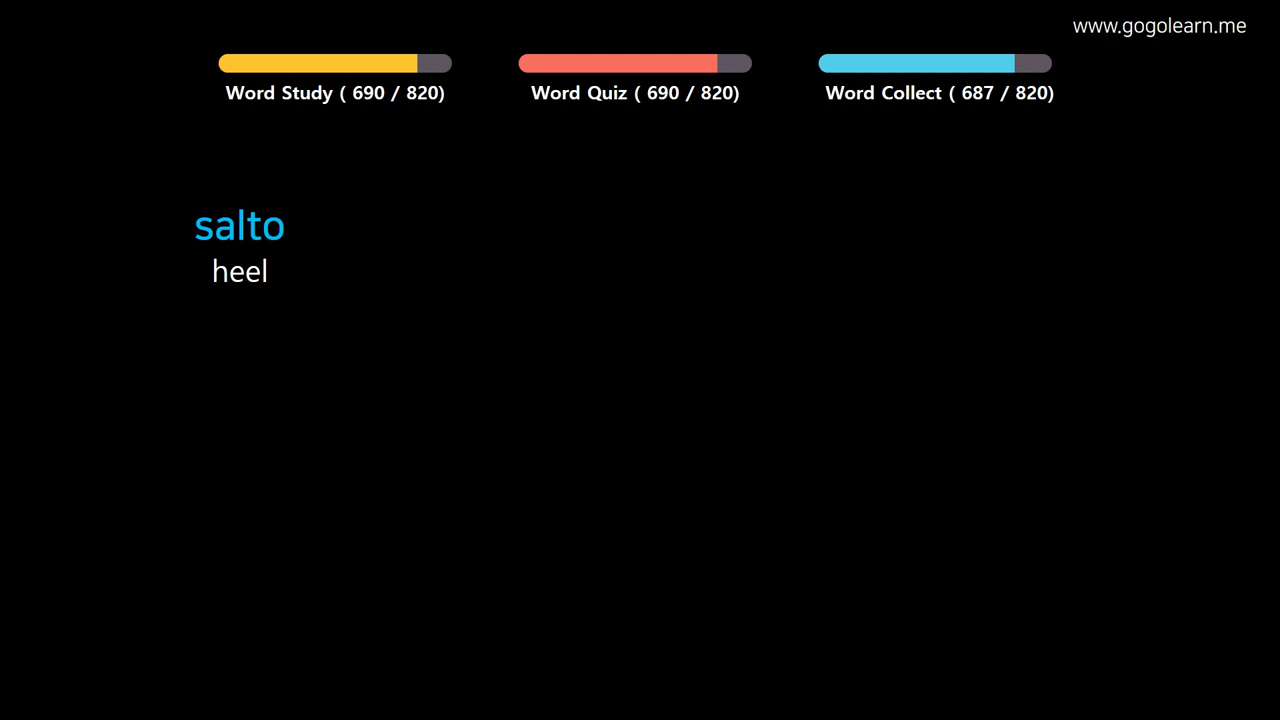 www.gogolearn.me
Word Study ( 690 / 820)
Word Quiz ( 690 / 820)
Word Collect ( 687 / 820)
salto
heel